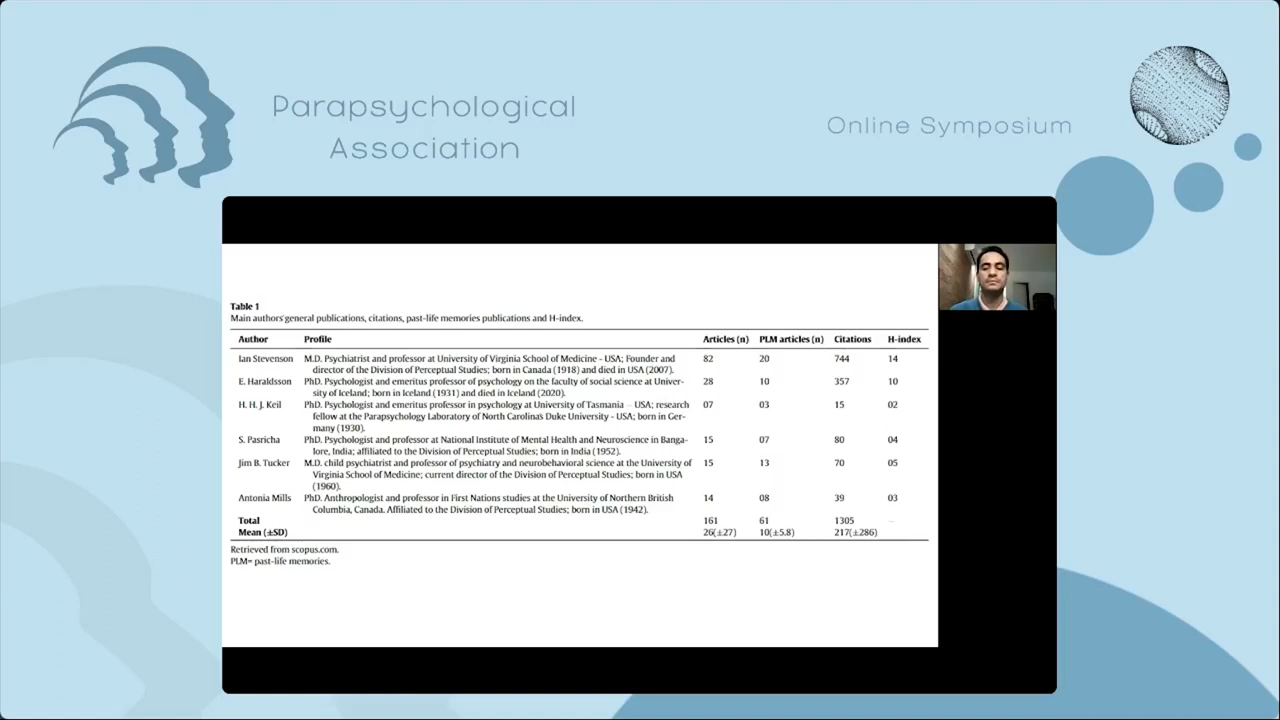 Parapsychological
Association
Online Symposium
Table 1
Main authors' general publications, citations, past-life memories publications and H-index.
Author Profile Articles (n) PLM articles (n) Citations H-index
Ian Stevenson M.D. Psychiatrist and professor at University of Virginia School of Medicine - USA; Founder and 82 20 744 14
director of the Division of Perceptual Studies; born in Canada (1918) and died in USA (2007).
E. Haraldsson PhD. Psychologist and emeritus professor of psychology on the faculty of social science at Univer- 28 10 357 10
sity of Iceland; born in Iceland (1931) and died in Iceland (2020).
H. H. J. Keil PhD. Psychologist and emeritus professor in psychology at University of Tasmania – USA; research 07 03 15 02
fellow at the Parapsychology Laboratory of North Carolina's Duke University - USA; born in Ger-
many (1930).
S. Pasricha PhD. Psychologist and professor at National Institute of Mental Health and Neuroscience in Banga- 15 07 80 04
lore, India; affiliated to the Division of Perceptual Studies; born in India (1952).
Jim B. Tucker M.D. child psychiatrist and professor of psychiatry and neurobehavioral science at the University of 15 13 70 05
Virginia School of Medicine; current director of the Division of Perceptual Studies; born in USA
(1960).
Antonia Mills PhD. Anthropologist and professor in First Nations studies at the University of Northern British 14 08 39 03
Columbia, Canada. Affiliated to the Division of Perceptual Studies; born in USA (1942).
Total 161 61 1305 –
Mean (±SD) 26(±27) 10(±5.8) 217(±286)
Retrieved from scopus.com.
PLM= past-life memories.